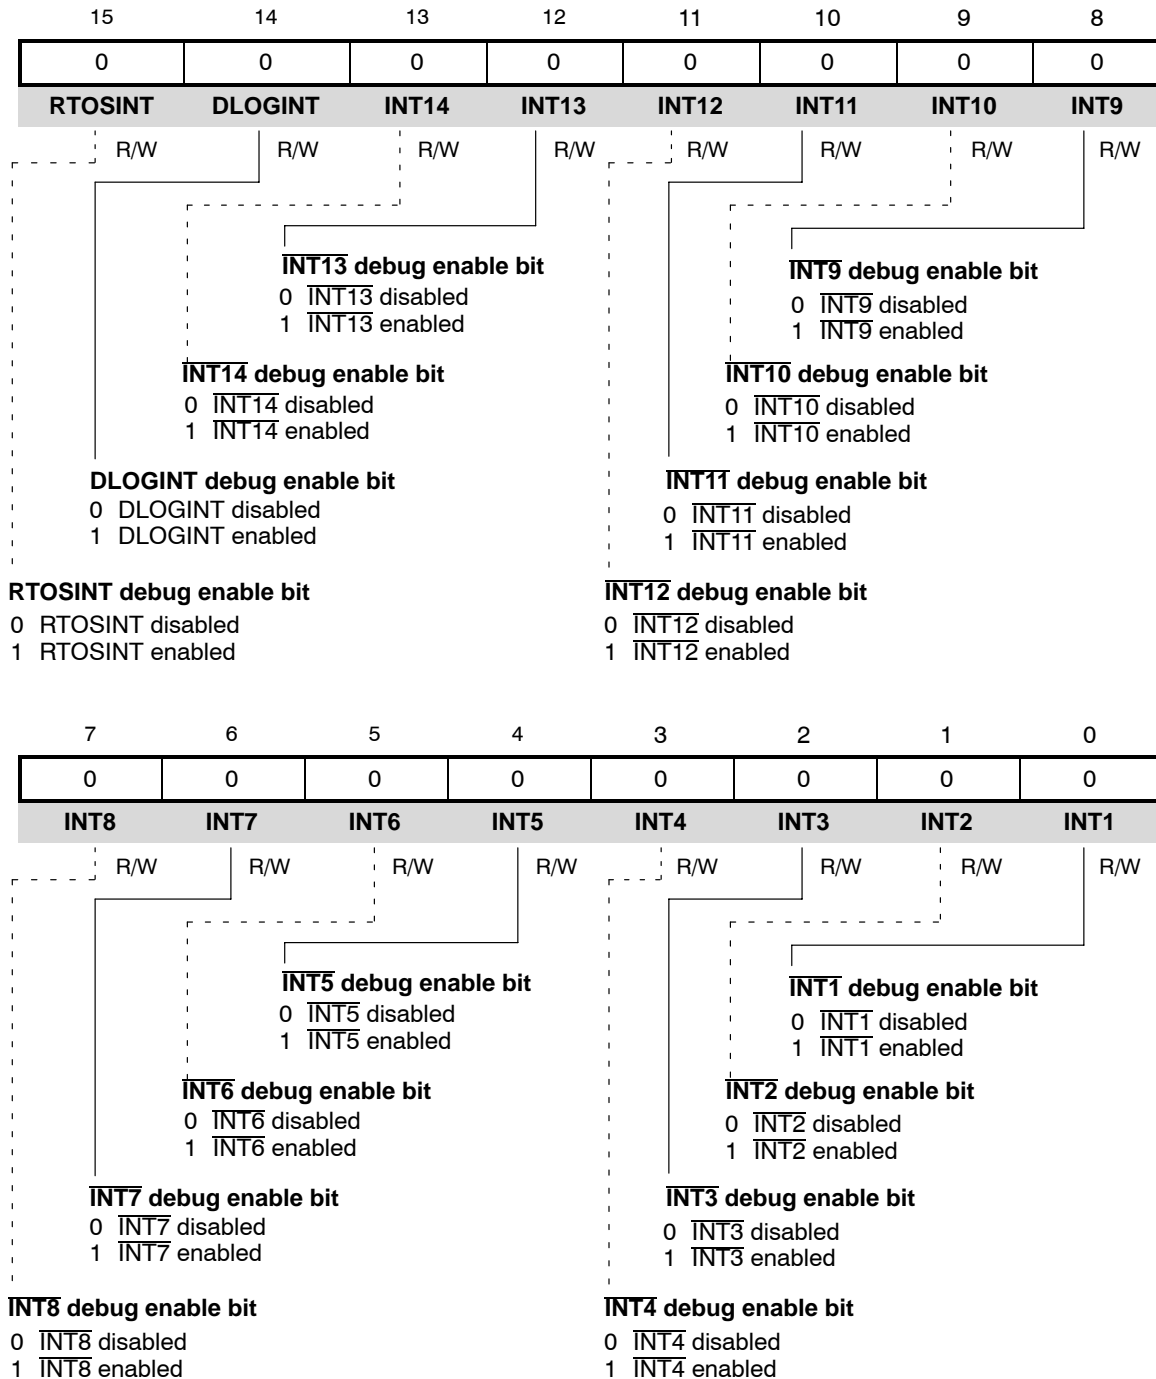 15 14 13 12 11 10 9 8
0 0 0 0 0 0 0 0
RTOSINT DLOGINT INT14 INT13 INT12 INT11 INT10 INT9
R/W R/W R/W R/W R/W R/W R/W R/W
INT13 debug enable bit
0 INT13 disabled
1 INT13 enabled
INT9 debug enable bit
0 INT9 disabled
1 INT9 enabled
INT14 debug enable bit
0 INT14 disabled
1 INT14 enabled
INT10 debug enable bit
0 INT10 disabled
1 INT10 enabled
DLOGINT debug enable bit
0 DLOGINT disabled
1 DLOGINT enabled
INT11 debug enable bit
0 INT11 disabled
1 INT11 enabled
RTOSINT debug enable bit
0 RTOSINT disabled
1 RTOSINT enabled
INT12 debug enable bit
0 INT12 disabled
1 INT12 enabled
7 6 5 4 3 2 1 0
0 0 0 0 0 0 0 0
INT8 INT7 INT6 INT5 INT4 INT3 INT2 INT1
R/W R/W R/W R/W R/W R/W R/W R/W
INT5 debug enable bit
0 INT5 disabled
1 INT5 enabled
INT1 debug enable bit
0 INT1 disabled
1 INT1 enabled
INT6 debug enable bit
0 INT6 disabled
1 INT6 enabled
INT2 debug enable bit
0 INT2 disabled
1 INT2 enabled
INT7 debug enable bit
0 INT7 disabled
1 INT7 enabled
INT3 debug enable bit
0 INT3 disabled
1 INT3 enabled
INT8 debug enable bit
0 INT8 disabled
1 INT8 enabled
INT4 debug enable bit
0 INT4 disabled
1 INT4 enabled